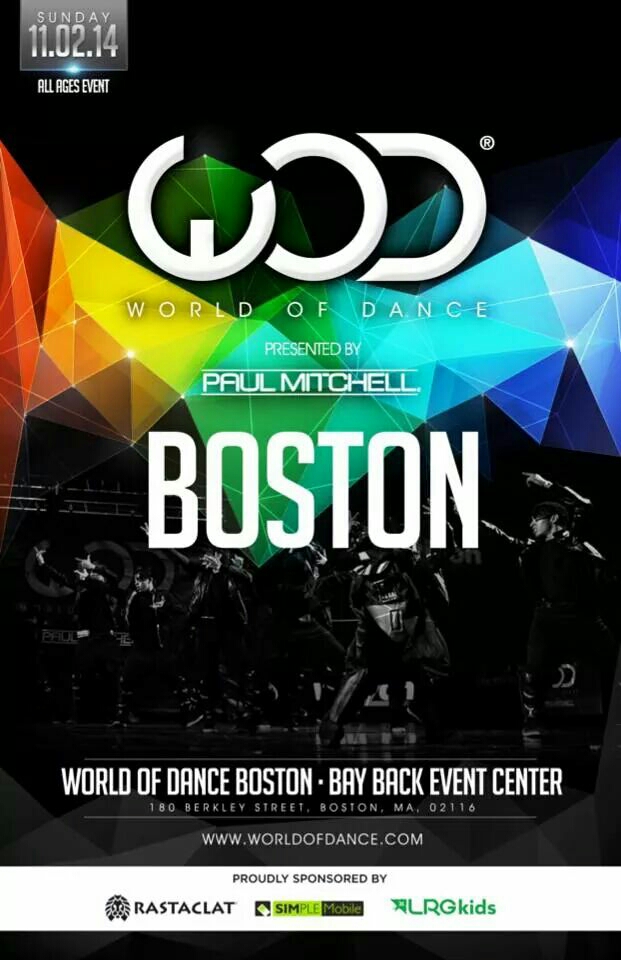 SUNDAY
11.02.14
ALL AGES EVENT
WOD®
WORLD OF DANCE
PRESENTED BY
PAUL MITCHELL®
BOSTON
WORLD OF DANCE BOSTON · BAY BACK EVENT CENTER
180 BERKLEY STREET, BOSTON, MA, 02116
WWW.WORLDOFDANCE.COM
PROUDLY SPONSORED BY
RASTACLAT SIMPLE Mobile LRGkids